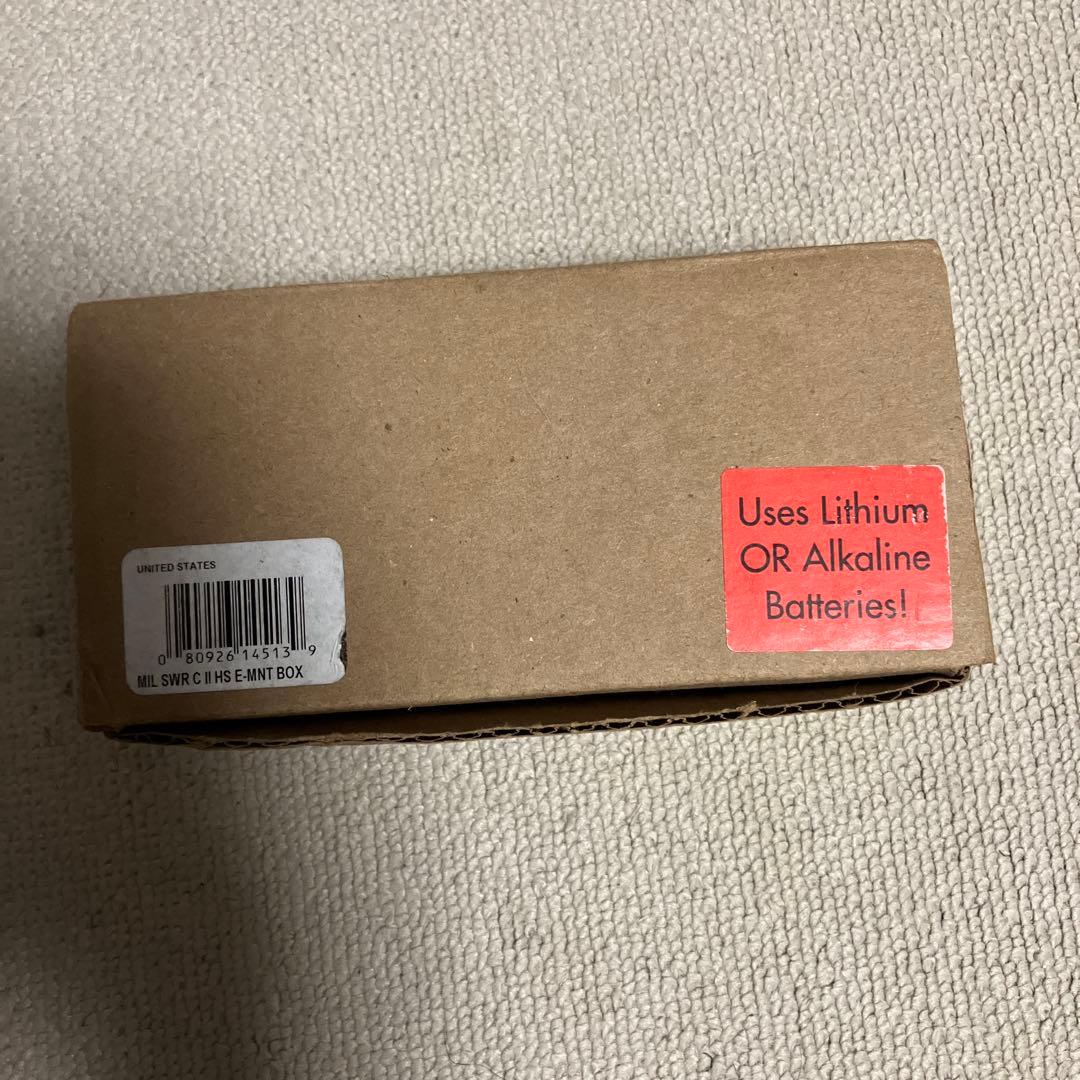 UNITED STATES
0 80926 14513 9
MIL SWR C II HS E-MNT BOX
Uses Lithium
OR Alkaline
Batteries!